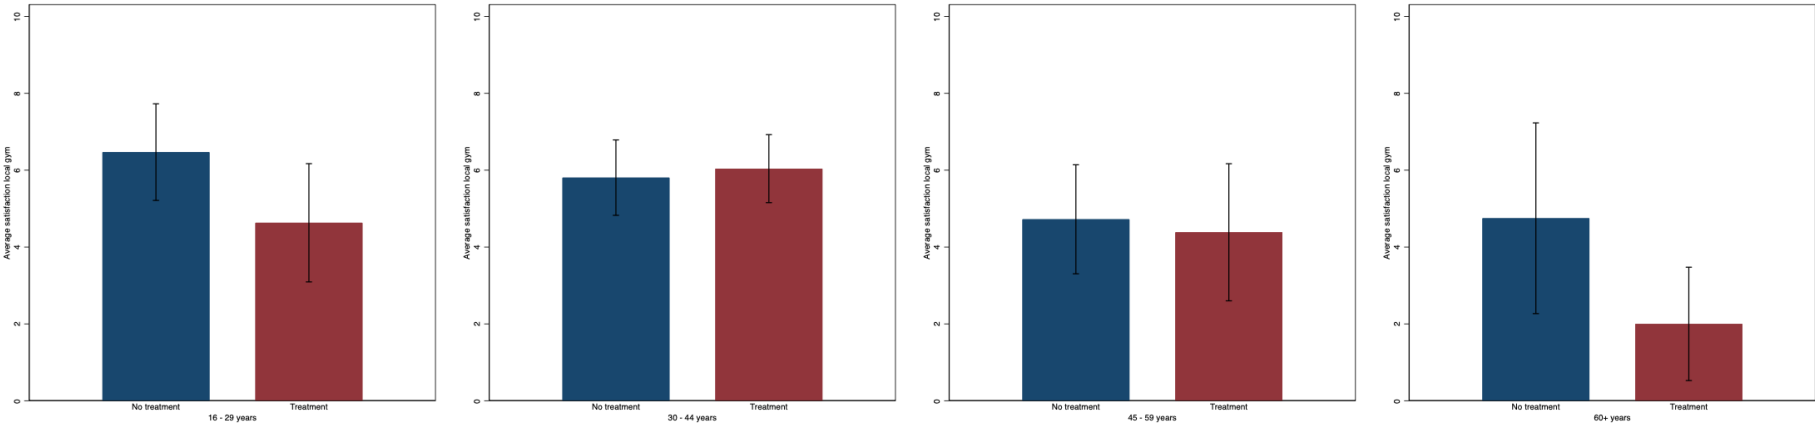 Average satisfaction local gym
10
8
6
4
2
0
No treatment Treatment
16 - 29 years
Average satisfaction local gym
10
8
6
4
2
0
No treatment Treatment
30 - 44 years
Average satisfaction local gym
10
8
6
4
2
0
No treatment Treatment
45 - 59 years
Average satisfaction local gym
10
8
6
4
2
0
No treatment Treatment
60+ years